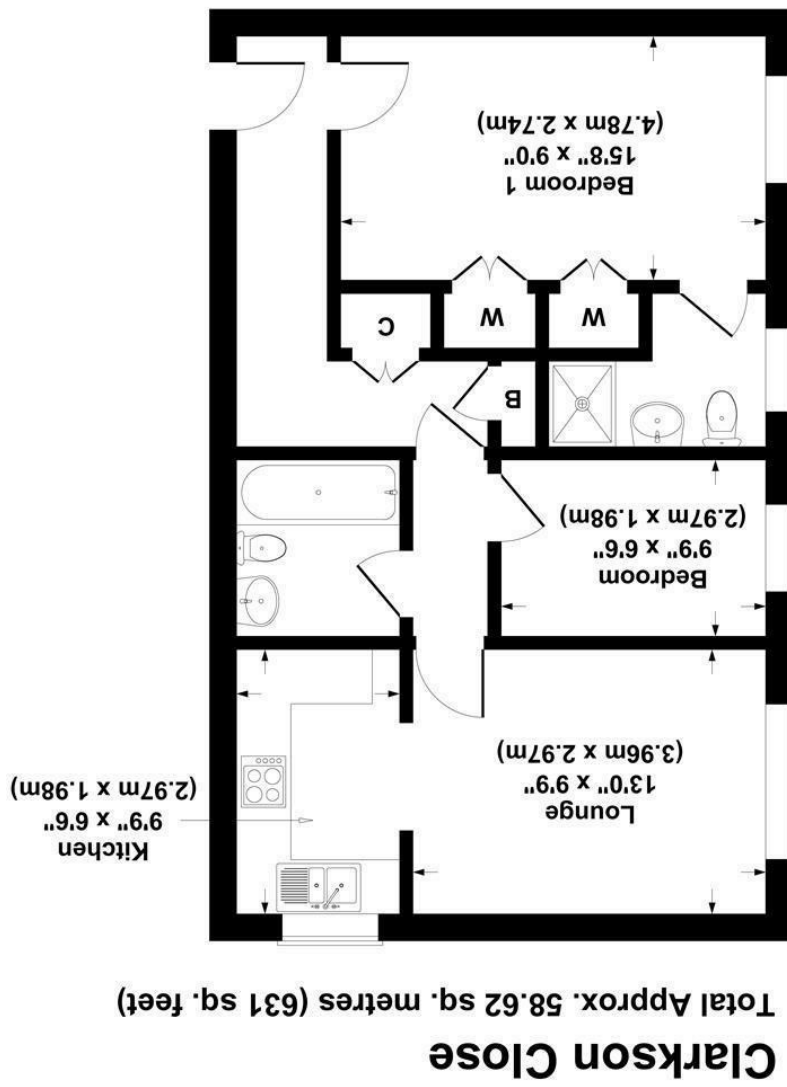 Clarkson Close
Total Approx. 58.62 sq. metres (631 sq. feet)
Lounge
13'0" x 9'9"
(3.96m x 2.97m)
Kitchen
9'9" x 6'6"
(2.97m x 1.98m)
Bedroom
9'9" x 6'6"
(2.97m x 1.98m)
B
C
W
W
Bedroom 1
15'8" x 9'0"
(4.78m x 2.74m)